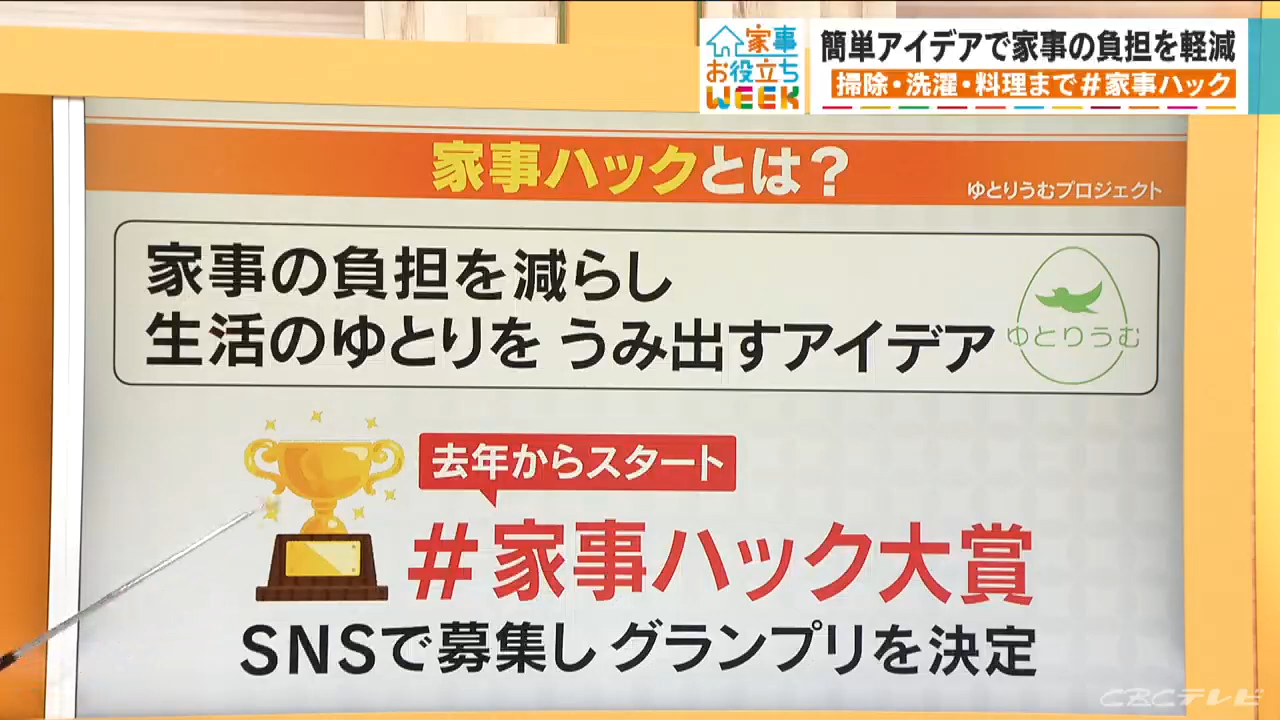 家事
お役立ち
WEEK
簡単アイデアで家事の負担を軽減
掃除・洗濯・料理まで#家事ハック
家事ハックとは?
ゆとりうむプロジェクト
家事の負担を減らし
生活のゆとりを うみ出すアイデア
ゆとりうむ
去年からスタート
#家事ハック大賞
SNSで募集し グランプリを決定
CBCテレビ